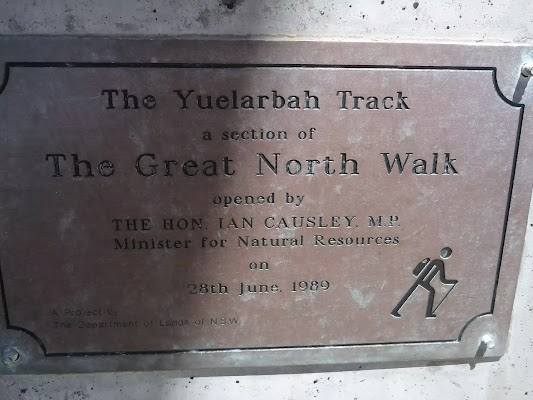 The Yuelarbah Track
a section of
The Great North Walk
opened by
THE HON. IAN CAUSLEY, M.P.
Minister for Natural Resources
on
28th June, 1989
A Project by
The Department of Lands of N.S.W.